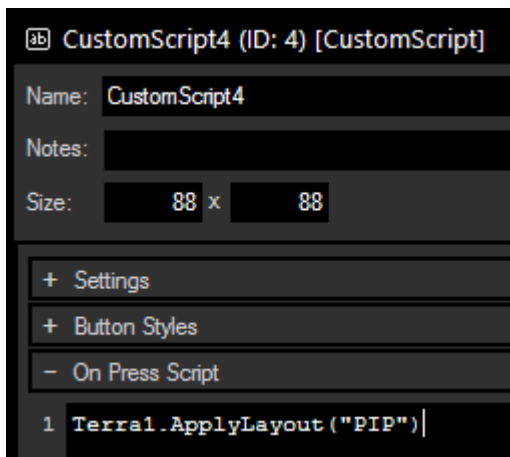 ab CustomScript4 (ID: 4) [CustomScript]
Name: CustomScript4
Notes:
Size: 88 x 88
+ Settings
+ Button Styles
- On Press Script
1 Terra1.ApplyLayout("PIP")